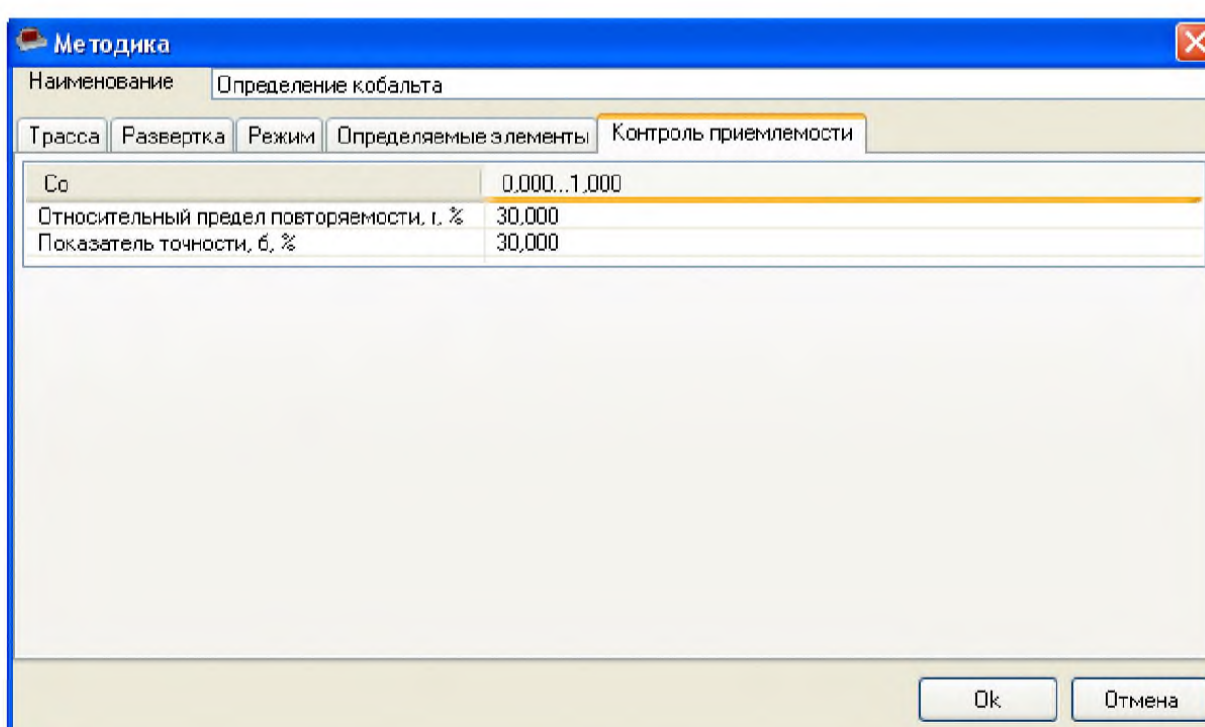 Методика
Наименование Определение кобальта
Трасса Развертка Режим Определяемые элементы Контроль приемлемости
Co 0,000...1,000
Относительный предел повторяемости, r, % 30,000
Показатель точности, б, % 30,000
Ok Отмена